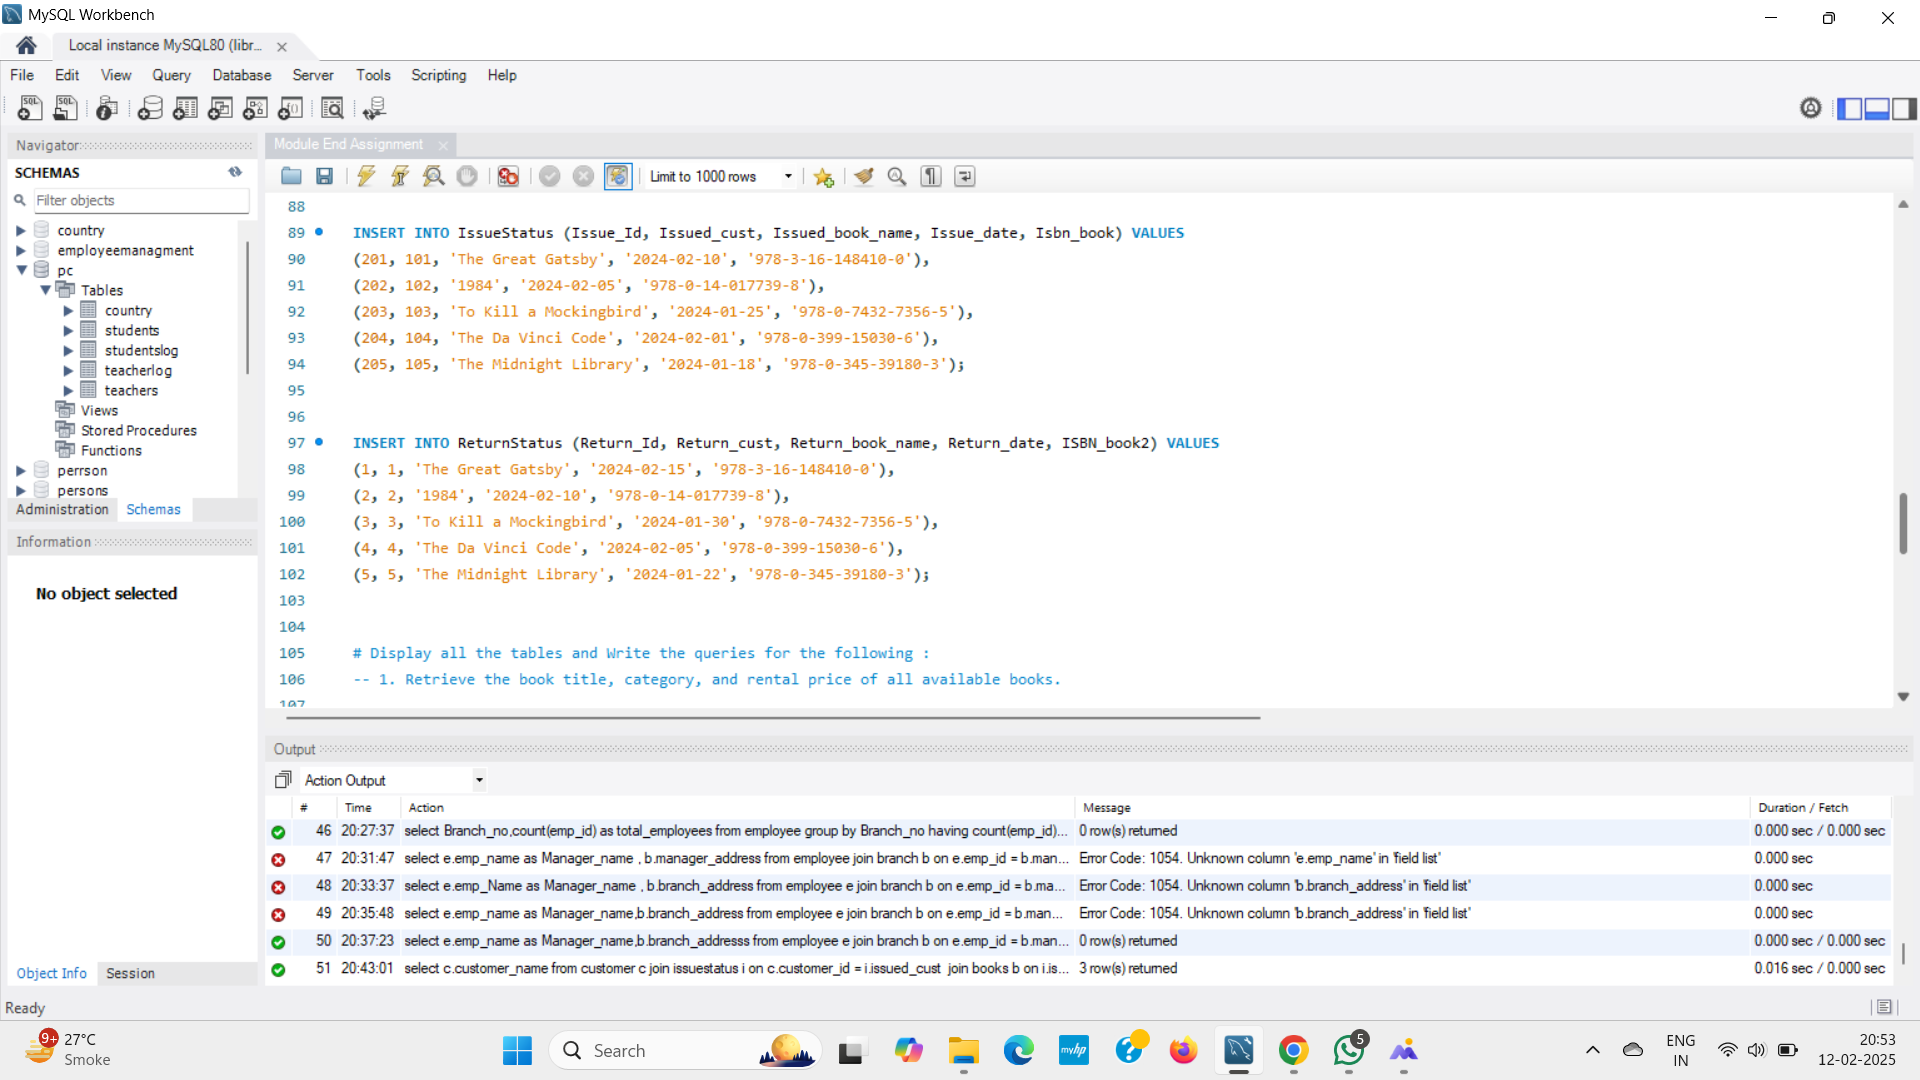 MySQL Workbench
Local instance MySQL80 (libr...
File Edit View Query Database Server Tools Scripting Help
Navigator
Module End Assignment
SCHEMAS
Limit to 1000 rows
Filter objects
country
employeemanagment
pc
Tables
country
students
studentslog
teacherlog
teachers
Views
Stored Procedures
Functions
perrson
persons
Administration Schemas
Information
No object selected
Object Info Session
88
89 INSERT INTO IssueStatus (Issue_Id, Issued_cust, Issued_book_name, Issue_date, Isbn_book) VALUES
90 (201, 101, 'The Great Gatsby', '2024-02-10', '978-3-16-148410-0'),
91 (202, 102, '1984', '2024-02-05', '978-0-14-017739-8'),
92 (203, 103, 'To Kill a Mockingbird', '2024-01-25', '978-0-7432-7356-5'),
93 (204, 104, 'The Da Vinci Code', '2024-02-01', '978-0-399-15030-6'),
94 (205, 105, 'The Midnight Library', '2024-01-18', '978-0-345-39180-3');
95
96
97 INSERT INTO ReturnStatus (Return_Id, Return_cust, Return_book_name, Return_date, ISBN_book2) VALUES
98 (1, 1, 'The Great Gatsby', '2024-02-15', '978-3-16-148410-0'),
99 (2, 2, '1984', '2024-02-10', '978-0-14-017739-8'),
100 (3, 3, 'To Kill a Mockingbird', '2024-01-30', '978-0-7432-7356-5'),
101 (4, 4, 'The Da Vinci Code', '2024-02-05', '978-0-399-15030-6'),
102 (5, 5, 'The Midnight Library', '2024-01-22', '978-0-345-39180-3');
103
104
105 # Display all the tables and Write the queries for the following :
106 -- 1. Retrieve the book title, category, and rental price of all available books.
107
Output
Action Output
# Time Action Message Duration / Fetch
46 20:27:37 select Branch_no,count(emp_id) as total_employees from employee group by Branch_no having count(emp_id)... 0 row(s) returned 0.000 sec / 0.000 sec
47 20:31:47 select e.emp_name as Manager_name , b.manager_address from employee join branch b on e.emp_id = b.man... Error Code: 1054. Unknown column 'e.emp_name' in 'field list' 0.000 sec
48 20:33:37 select e.emp_Name as Manager_name , b.branch_address from employee e join branch b on e.emp_id = b.ma... Error Code: 1054. Unknown column 'b.branch_address' in 'field list' 0.000 sec
49 20:35:48 select e.emp_name as Manager_name,b.branch_address from employee e join branch b on e.emp_id = b.man... Error Code: 1054. Unknown column 'b.branch_address' in 'field list' 0.000 sec
50 20:37:23 select e.emp_name as Manager_name,b.branch_addresss from employee e join branch b on e.emp_id = b.man... 0 row(s) returned 0.000 sec / 0.000 sec
51 20:43:01 select c.customer_name from customer c join issuestatus i on c.customer_id = i.issued_cust join books b on i.is... 3 row(s) returned 0.016 sec / 0.000 sec
Ready
9+ 27°C
Smoke
Search
myhp
5
ENG
IN
20:53
12-02-2025